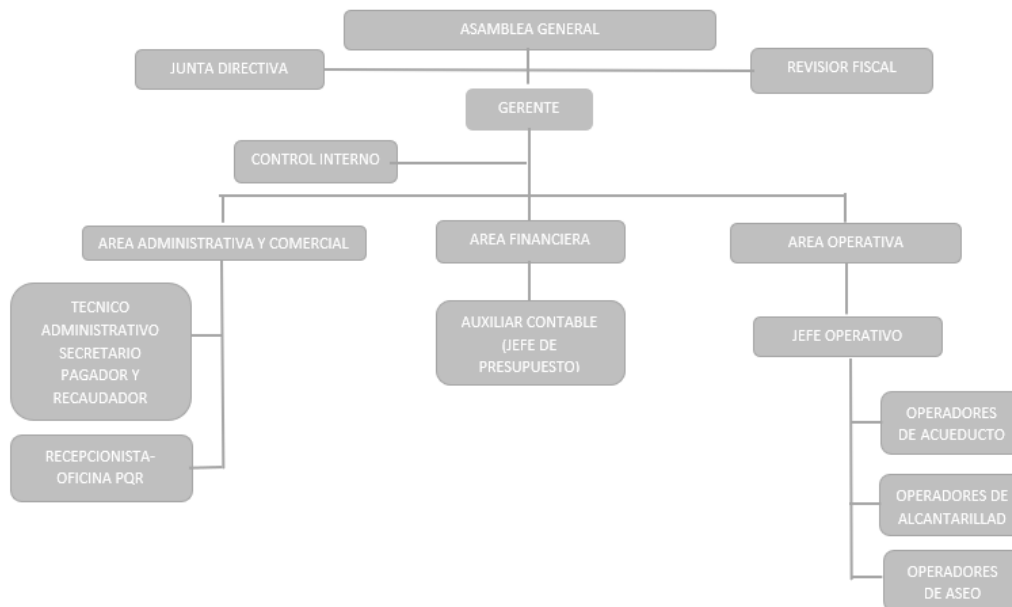 ASAMBLEA GENERAL
JUNTA DIRECTIVA
REVISIOR FISCAL
GERENTE
CONTROL INTERNO
AREA ADMINISTRATIVA Y COMERCIAL
AREA FINANCIERA
AREA OPERATIVA
TECNICO
ADMINISTRATIVO
SECRETARIO
PAGADOR Y
RECAUDADOR
RECEPCIONISTA-
OFICINA PQR
AUXILIAR CONTABLE
(JEFE DE
PRESUPUESTO)
JEFE OPERATIVO
OPERADORES
DE ACUEDUCTO
OPERADORES DE
ALCANTARILLAD
OPERADORES
DE ASEO